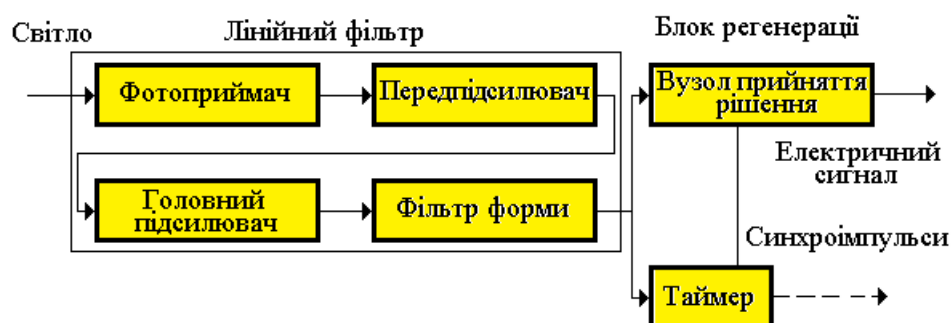 Світло
Лінійний фільтр
Блок регенерації
Фотоприймач
Передпідсилювач
Вузол прийняття
рішення
Електричний
сигнал
Головний
підсилювач
Фільтр форми
Синхроімпульси
Таймер